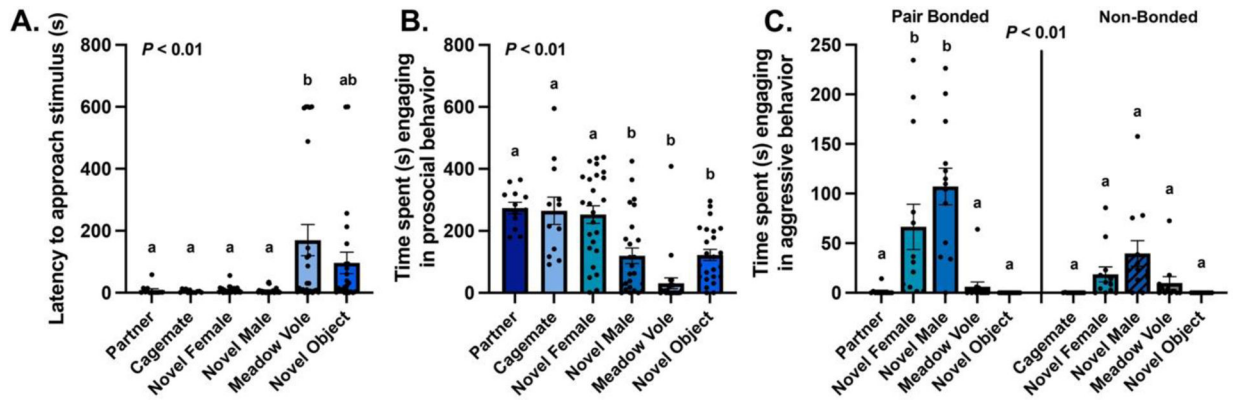 A.
Latency to approach stimulus (s)
800
600
400
200
0
P < 0.01
a
a
a
a
b
ab
Partner
Cagemate
Novel Female
Novel Male
Meadow Vole
Novel Object
B.
Time spent (s) engaging
in prosocial behavior
800
600
400
200
0
P < 0.01
a
a
a
b
b
b
Partner
Cagemate
Novel Female
Novel Male
Meadow Vole
Novel Object
C.
Time spent (s) engaging
in aggressive behavior
Pair Bonded
P < 0.01
Non-Bonded
250
200
150
100
50
0
a
b
b
a
a
a
a
a
a
Partner
Novel Female
Novel Male
Meadow Vole
Novel Object
Cagemate
Novel Female
Novel Male
Meadow Vole
Novel Object